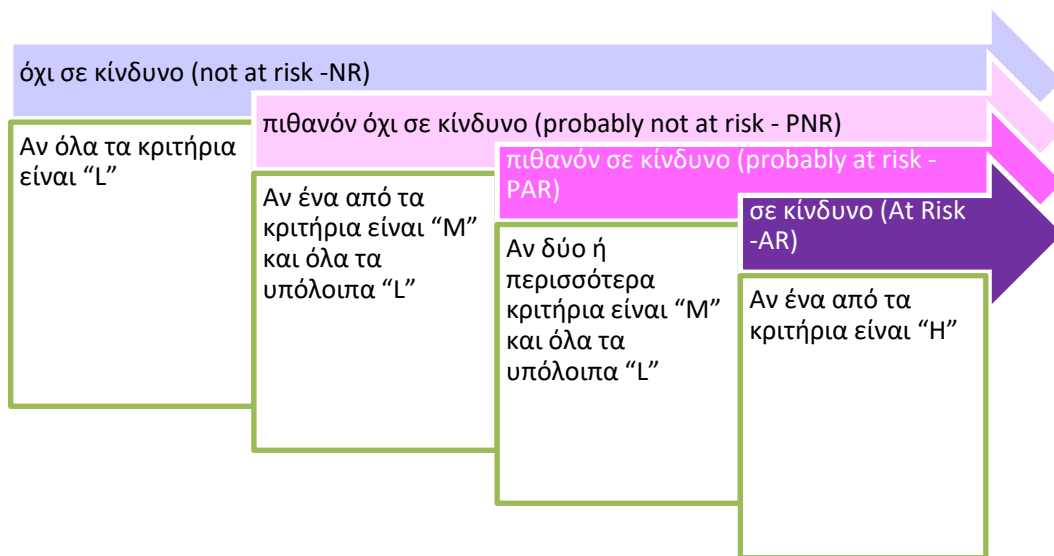 όχι σε κίνδυνο (not at risk -NR)
Αν όλα τα κριτήρια
είναι “L”
πιθανόν όχι σε κίνδυνο (probably not at risk - PNR)
Αν ένα από τα
κριτήρια είναι “M”
και όλα τα
υπόλοιπα “L”
πιθανόν σε κίνδυνο (probably at risk -
PAR)
Αν δύο ή
περισσότερα
κριτήρια είναι “M”
και όλα τα
υπόλοιπα “L”
σε κίνδυνο (At Risk
-AR)
Αν ένα από τα
κριτήρια είναι “H”